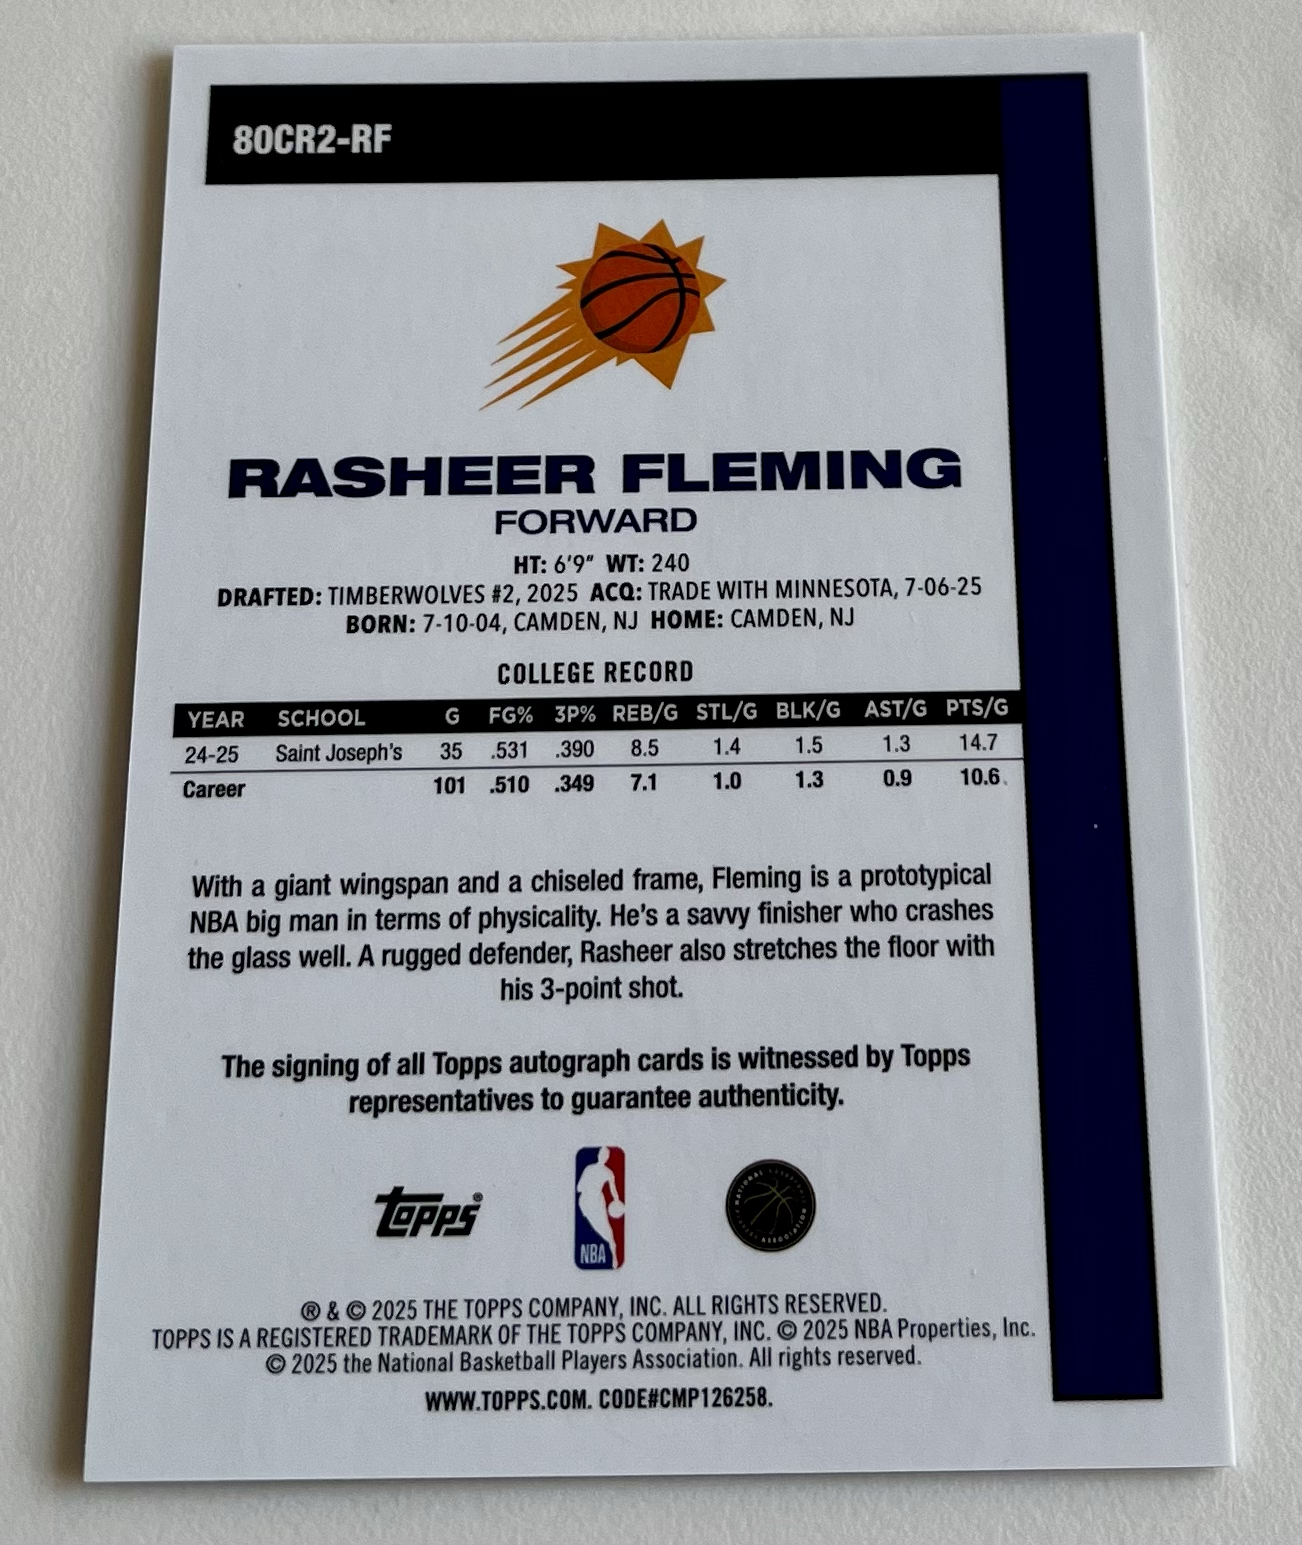 80CR2-RF
RASHEER FLEMING
FORWARD
HT: 6'9" WT: 240
DRAFTED: TIMBERWOLVES #2, 2025 ACQ: TRADE WITH MINNESOTA, 7-06-25
BORN: 7-10-04, CAMDEN, NJ HOME: CAMDEN, NJ
COLLEGE RECORD
YEAR SCHOOL G FG% 3P% REB/G STL/G BLK/G AST/G PTS/G
24-25 Saint Joseph's 35 .531 .390 8.5 1.4 1.5 1.3 14.7
Career 101 .510 .349 7.1 1.0 1.3 0.9 10.6
With a giant wingspan and a chiseled frame, Fleming is a prototypical
NBA big man in terms of physicality. He's a savvy finisher who crashes
the glass well. A rugged defender, Rasheer also stretches the floor with
his 3-point shot.
The signing of all Topps autograph cards is witnessed by Topps
representatives to guarantee authenticity.
Topps®
NBA
NATIONAL BASKETBALL PLAYERS ASSOCIATION
® & © 2025 THE TOPPS COMPANY, INC. ALL RIGHTS RESERVED.
TOPPS IS A REGISTERED TRADEMARK OF THE TOPPS COMPANY, INC. © 2025 NBA Properties, Inc.
© 2025 the National Basketball Players Association. All rights reserved.
WWW.TOPPS.COM. CODE#CMP126258.